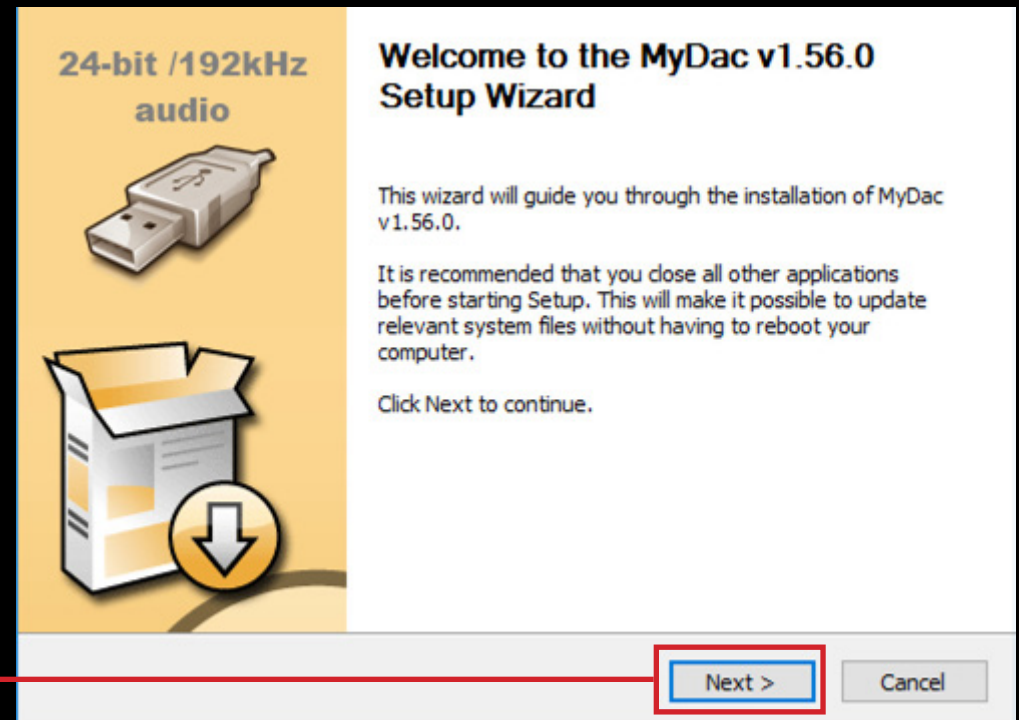 24-bit /192kHz
audio
Welcome to the MyDac v1.56.0
Setup Wizard
This wizard will guide you through the installation of MyDac
v1.56.0.
It is recommended that you close all other applications
before starting Setup. This will make it possible to update
relevant system files without having to reboot your
computer.
Click Next to continue.
Next >
Cancel